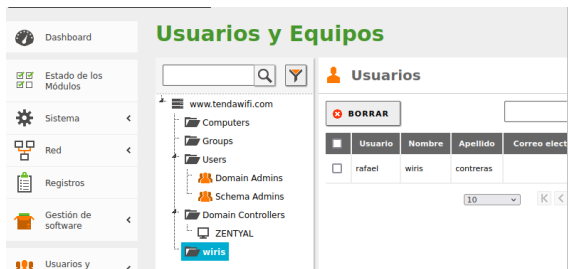 Dashboard
Estado de los
Módulos
Sistema
Red
Registros
Gestión de
software
Usuarios y
Usuarios y Equipos
www.tendawifi.com
Computers
Groups
Users
Domain Admins
Schema Admins
Domain Controllers
ZENTYAL
wiris
Usuarios
BORRAR
Usuario Nombre Apellido Correo elect
rafael wiris contreras
10